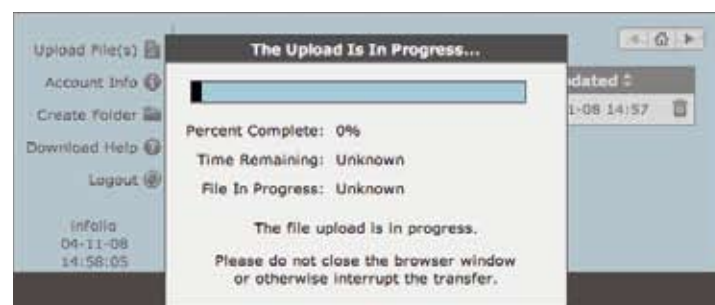 Upload File(s)
Account Info
Create Folder
Download Help
Logout
infolio
04-11-08
14:58:05
The Upload Is In Progress...
Percent Complete: 0%
Time Remaining: Unknown
File In Progress: Unknown
The file upload is in progress.
Please do not close the browser window
or otherwise interrupt the transfer.
dated
1-08 14:57